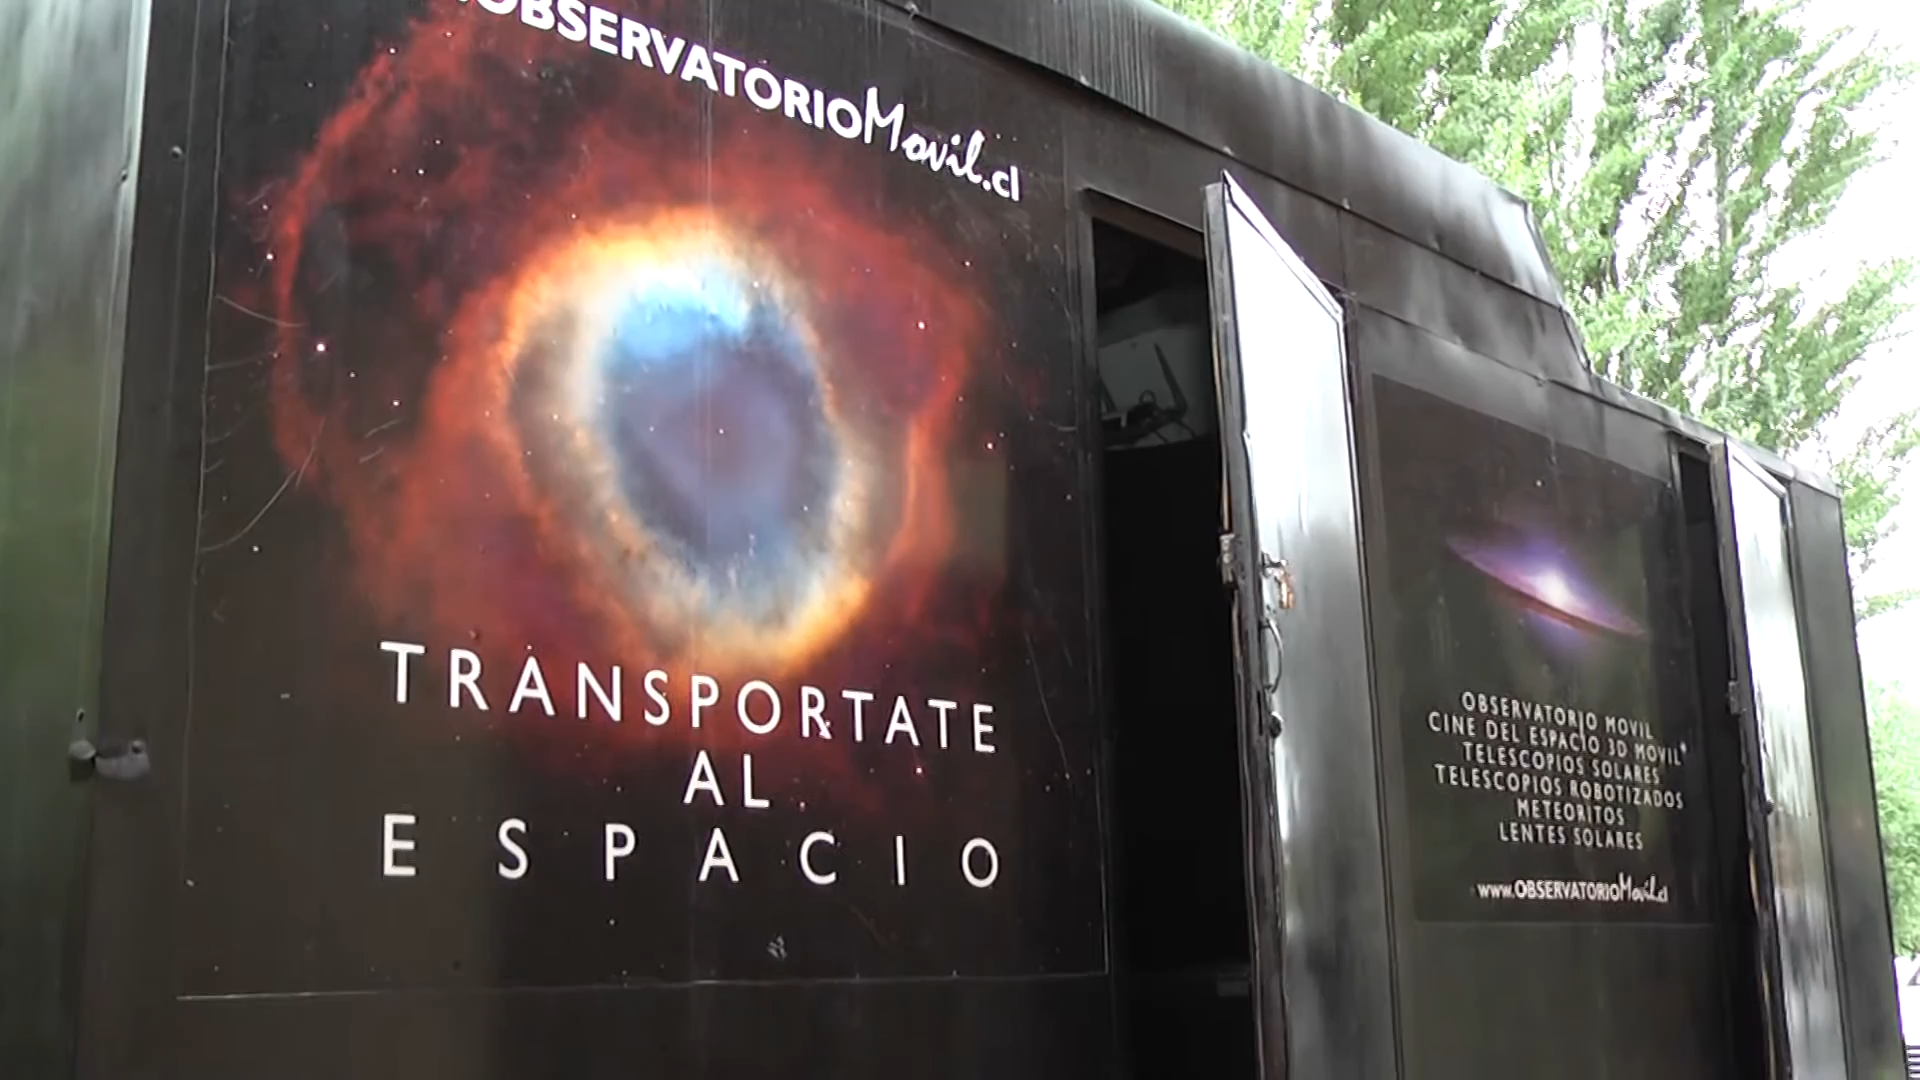 OBSERVATORIOMovil.cl
TRANSPORTATE
AL
ESPACIO
OBSERVATORIO MOVIL
CINE DEL ESPACIO 3D MOVIL
TELESCOPIOS SOLARES
TELESCOPIOS ROBOTIZADOS
METEORITOS
LENTES SOLARES
www.OBSERVATORIOMovil.cl